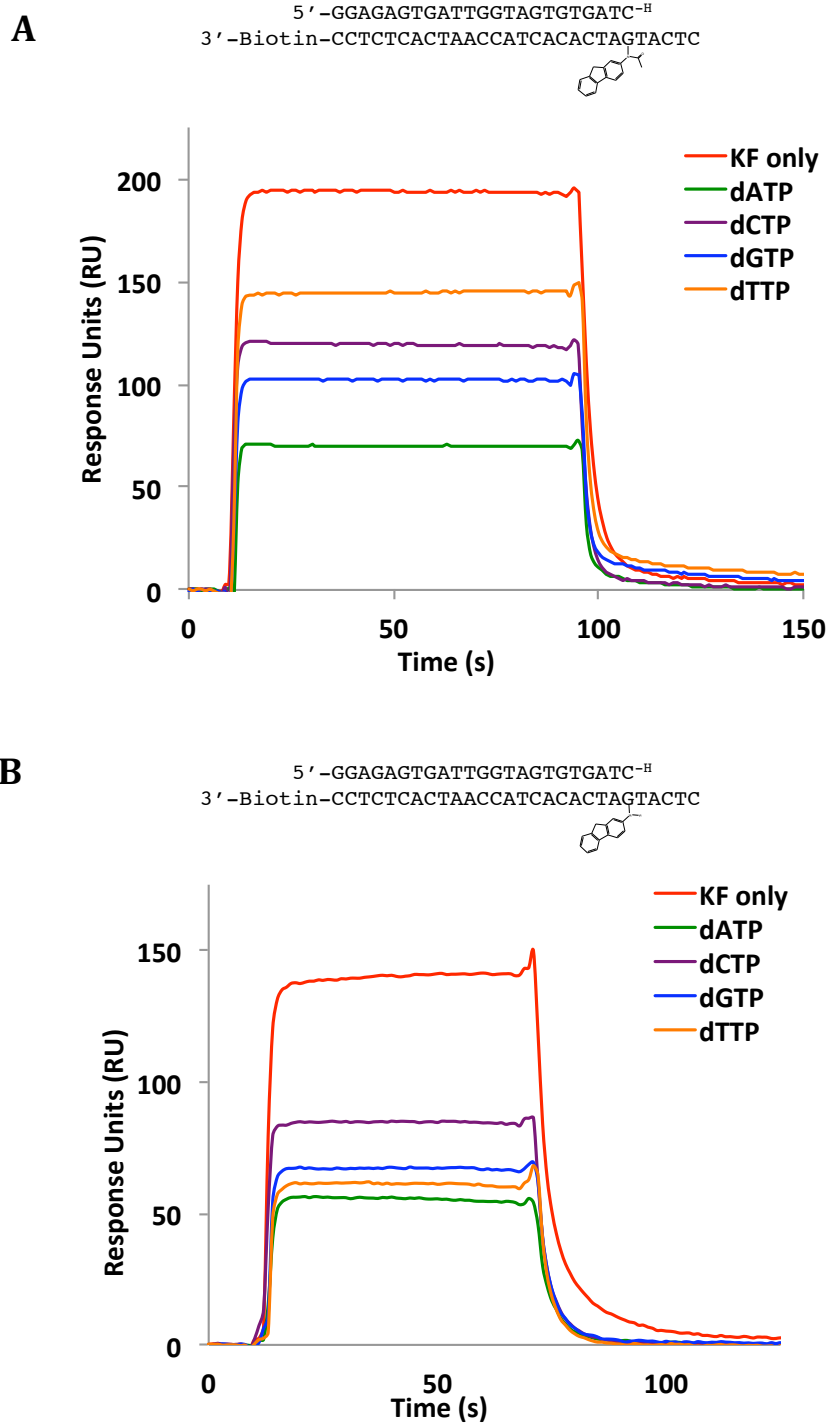 A
5′-GGAGAGTGATTGGTAGTGTGATC-H
3′-Biotin-CCTCTCACTAACCATCACACTAGTACTC
200
150
100
50
0
Response Units (RU)
KF only
dATP
dCTP
dGTP
dTTP
0 50 100 150
Time (s)
B
5′-GGAGAGTGATTGGTAGTGTGATC-H
3′-Biotin-CCTCTCACTAACCATCACACTAGTACTC
150
100
50
0
Response Units (RU)
KF only
dATP
dCTP
dGTP
dTTP
0 50 100
Time (s)